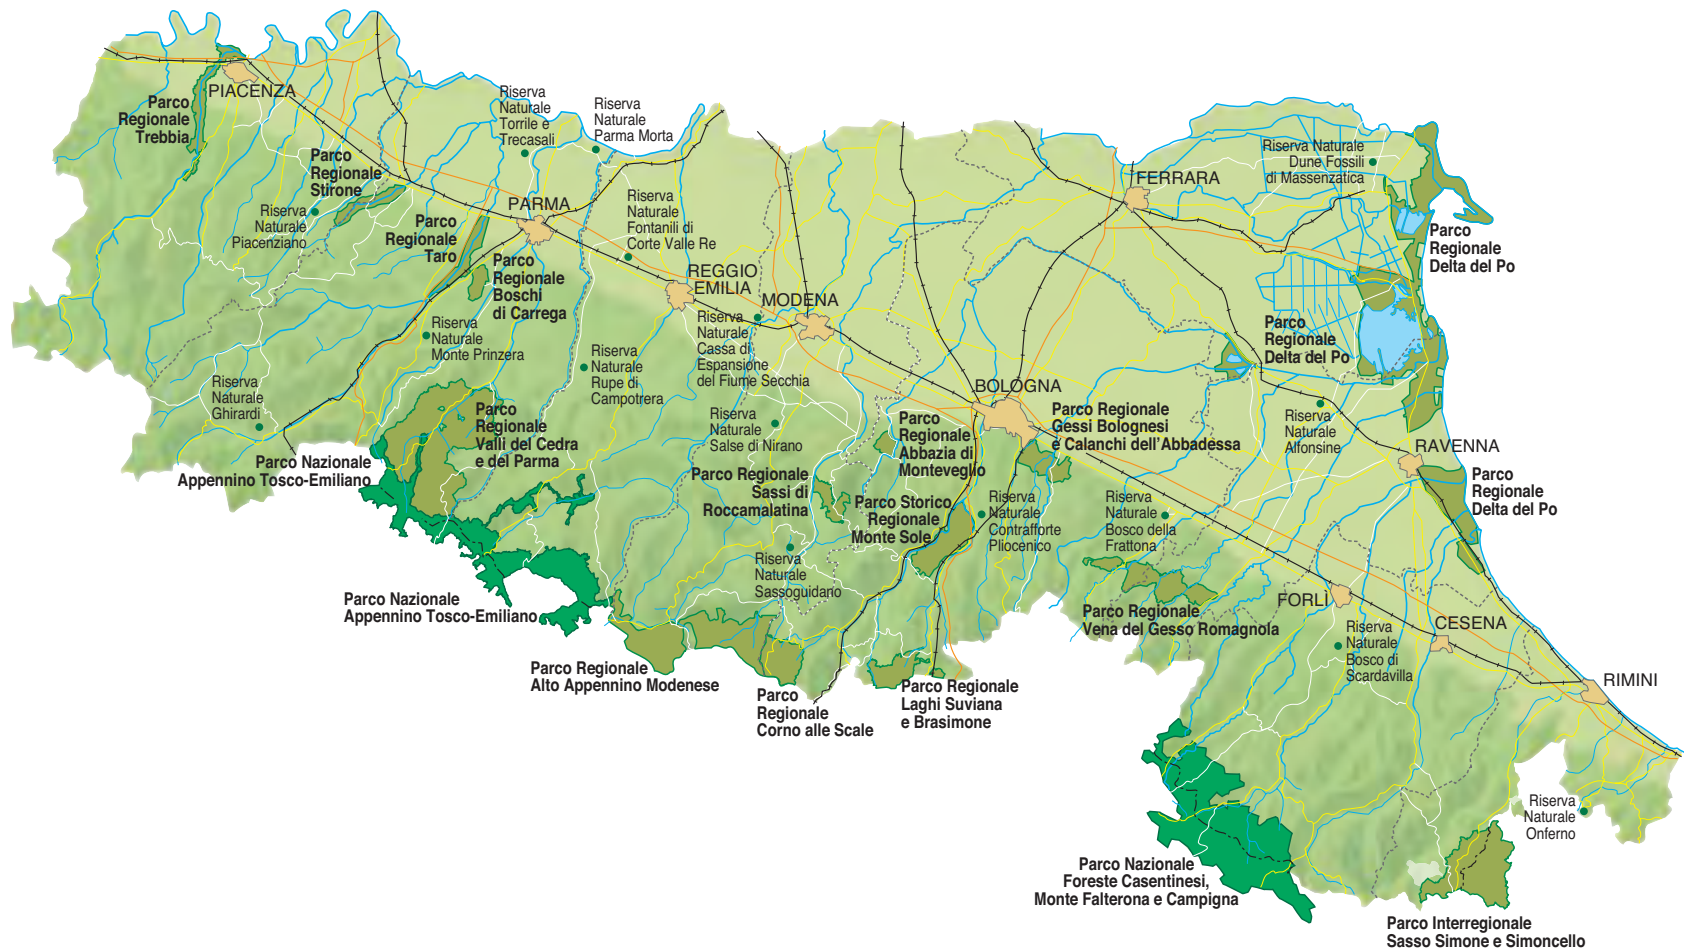 PIACENZA
Parco
Regionale
Trebbia
Parco
Regionale
Stirone
Riserva
Naturale
Piacenziano
Riserva
Naturale
Torrile e
Trecasali
Riserva
Naturale
Parma Morta
PARMA
Parco
Regionale
Taro
Parco
Regionale
Boschi
di Carrega
Riserva
Naturale
Fontanili di
Corte Valle Re
REGGIO
EMILIA
MODENA
Riserva
Naturale
Monte Prinzera
Riserva
Naturale
Ghirardi
Riserva
Naturale
Rupe di
Campotrera
Riserva
Naturale
Cassa di
Espansione
del Fiume Secchia
Parco
Regionale
Valli del Cedra
e del Parma
Parco Nazionale
Appennino Tosco-Emiliano
Riserva
Naturale
Salse di Nirano
Parco Regionale
Sassi di
Roccamalatina
Parco
Regionale
Abbazia di
Monteveglio
BOLOGNA
Parco Regionale
Gessi Bolognesi
e Calanchi dell'Abbadessa
Parco Storico
Regionale
Monte Sole
Riserva
Naturale
Contrafforte
Pliocenico
Riserva
Naturale
Bosco della
Frattona
Riserva
Naturale
Sassoguidano
Parco Nazionale
Appennino Tosco-Emiliano
Parco Regionale
Alto Appennino Modenese
Parco
Regionale
Corno alle Scale
Parco Regionale
Laghi Suviana
e Brasimone
FERRARA
Riserva Naturale
Dune Fossili
di Massenzatica
Parco
Regionale
Delta del Po
Parco
Regionale
Delta del Po
Riserva
Naturale
Alfonsine
RAVENNA
Parco
Regionale
Delta del Po
Parco Regionale
Vena del Gesso Romagnola
FORLÌ
CESENA
Riserva
Naturale
Bosco di
Scardavilla
RIMINI
Riserva
Naturale
Onferno
Parco Nazionale
Foreste Casentinesi,
Monte Falterona e Campigna
Parco Interregionale
Sasso Simone e Simoncello